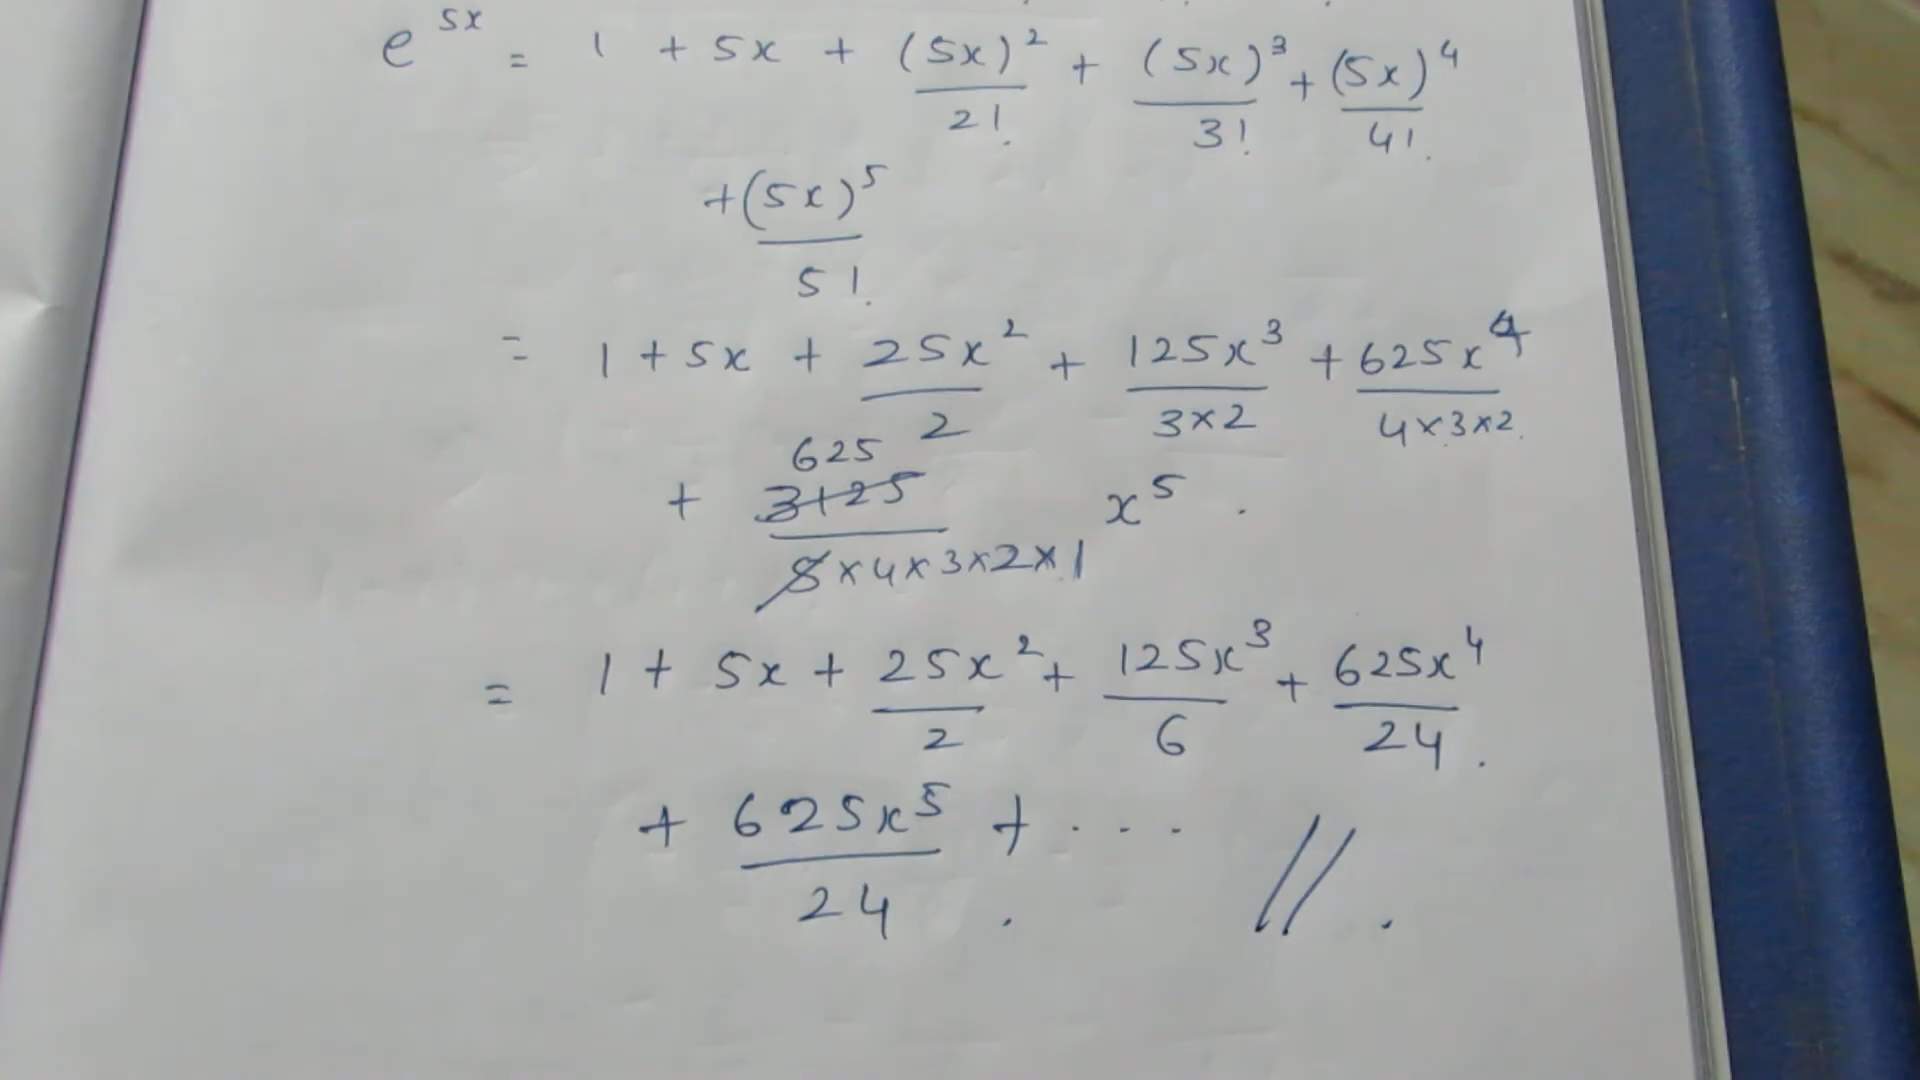 e^{5x} = 1 + 5x + (5x)^2/2! + (5x)^3/3! + (5x)^4/4!
+ (5x)^5/5!
= 1 + 5x + 25x^2/2 + 125x^3/3×2 + 625x^4/4×3×2
625
+ 3125/5×4×3×2×1 x^5.
= 1 + 5x + 25x^2/2 + 125x^3/6 + 625x^4/24.
+ 625x^5/24 + ... //.